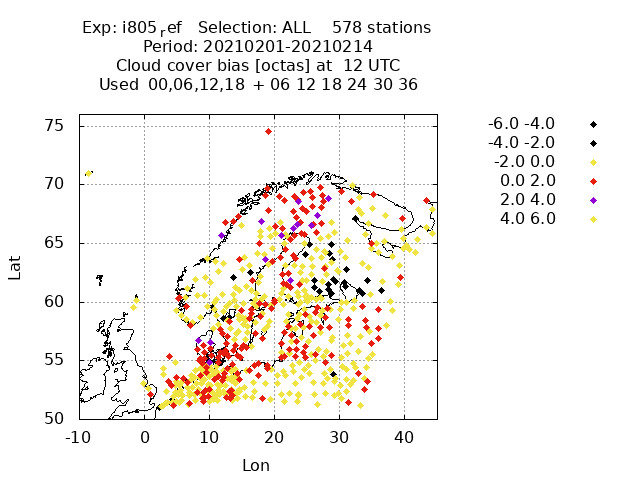 Exp: i805ref Selection: ALL 578 stations
Period: 20210201-20210214
Cloud cover bias [octas] at 12 UTC
Used 00,06,12,18 + 06 12 18 24 30 36
-6.0 -4.0
-4.0 -2.0
-2.0 0.0
0.0 2.0
2.0 4.0
4.0 6.0
75
70
65
60
55
50
Lat
-10 0 10 20 30 40
Lon